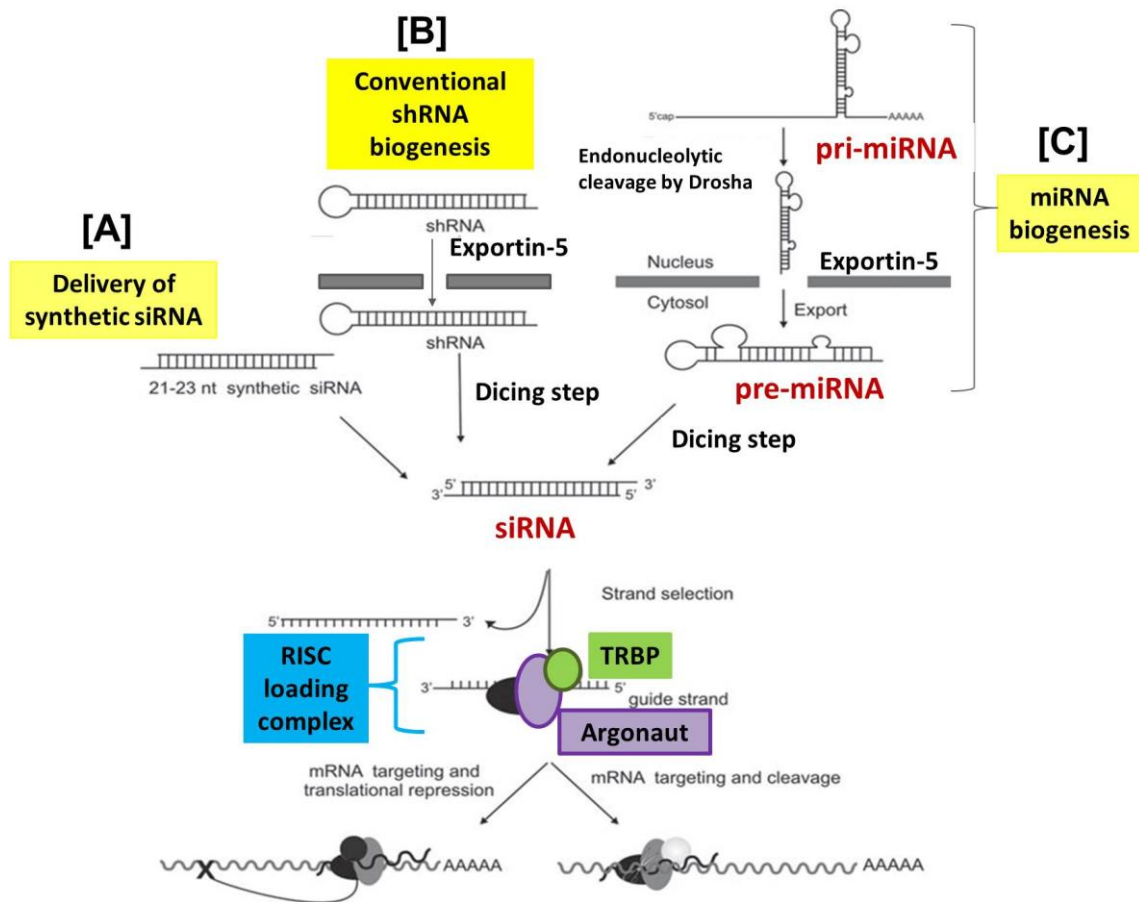 [A]
Delivery of
synthetic siRNA
21-23 nt synthetic siRNA
[B]
Conventional
shRNA
biogenesis
shRNA
Exportin-5
shRNA
Dicing step
5'cap
AAAAA
pri-miRNA
Endonucleolytic
cleavage by Drosha
Nucleus
Exportin-5
Cytosol
Export
pre-miRNA
Dicing step
[C]
miRNA
biogenesis
5' 3'
3' 5'
siRNA
Strand selection
5' 3'
RISC
loading
complex
TRBP
3' 5'
guide strand
Argonaut
mRNA targeting and
translational repression
mRNA targeting and cleavage
X
AAAAA
AAAAA